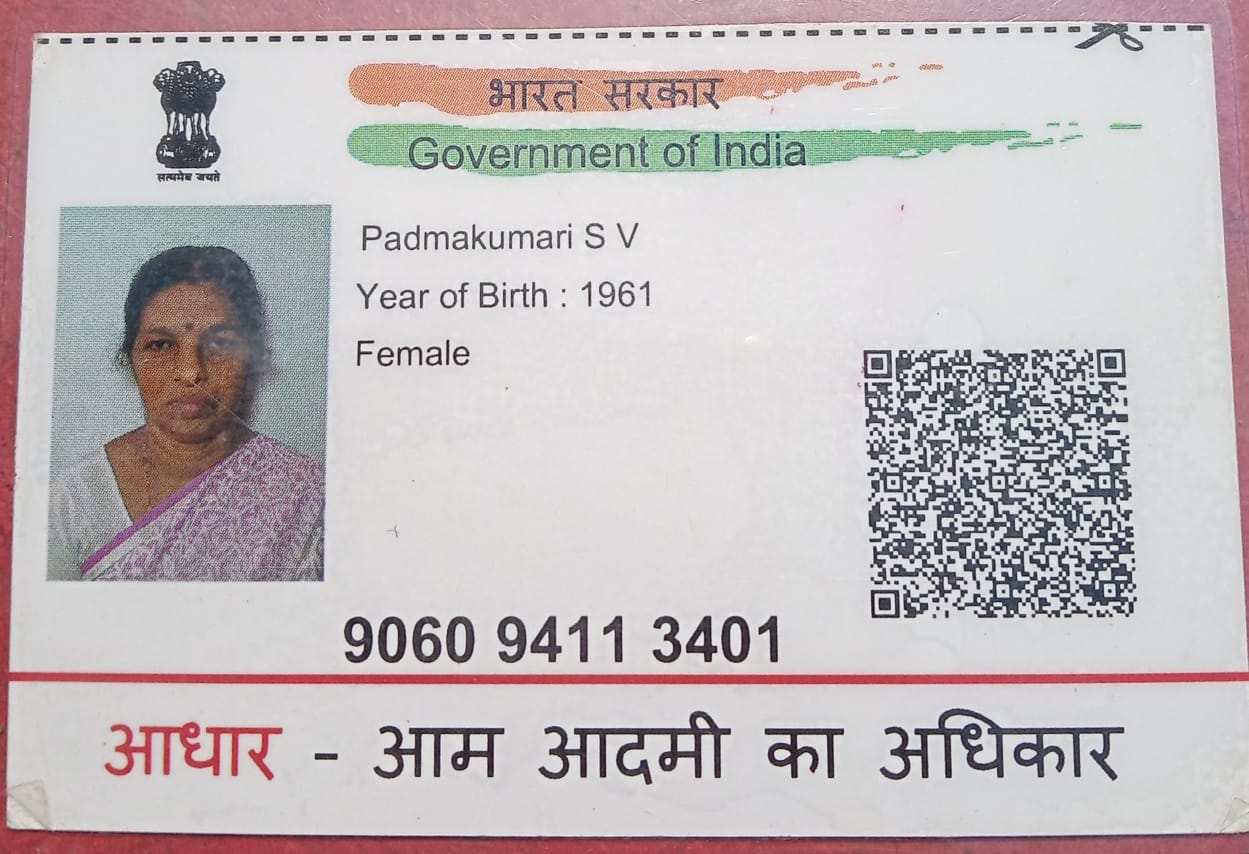 भारत सरकार
Government of India
सत्यमेव जयते
Padmakumari S V
Year of Birth : 1961
Female
9060 9411 3401
आधार - आम आदमी का अधिकार